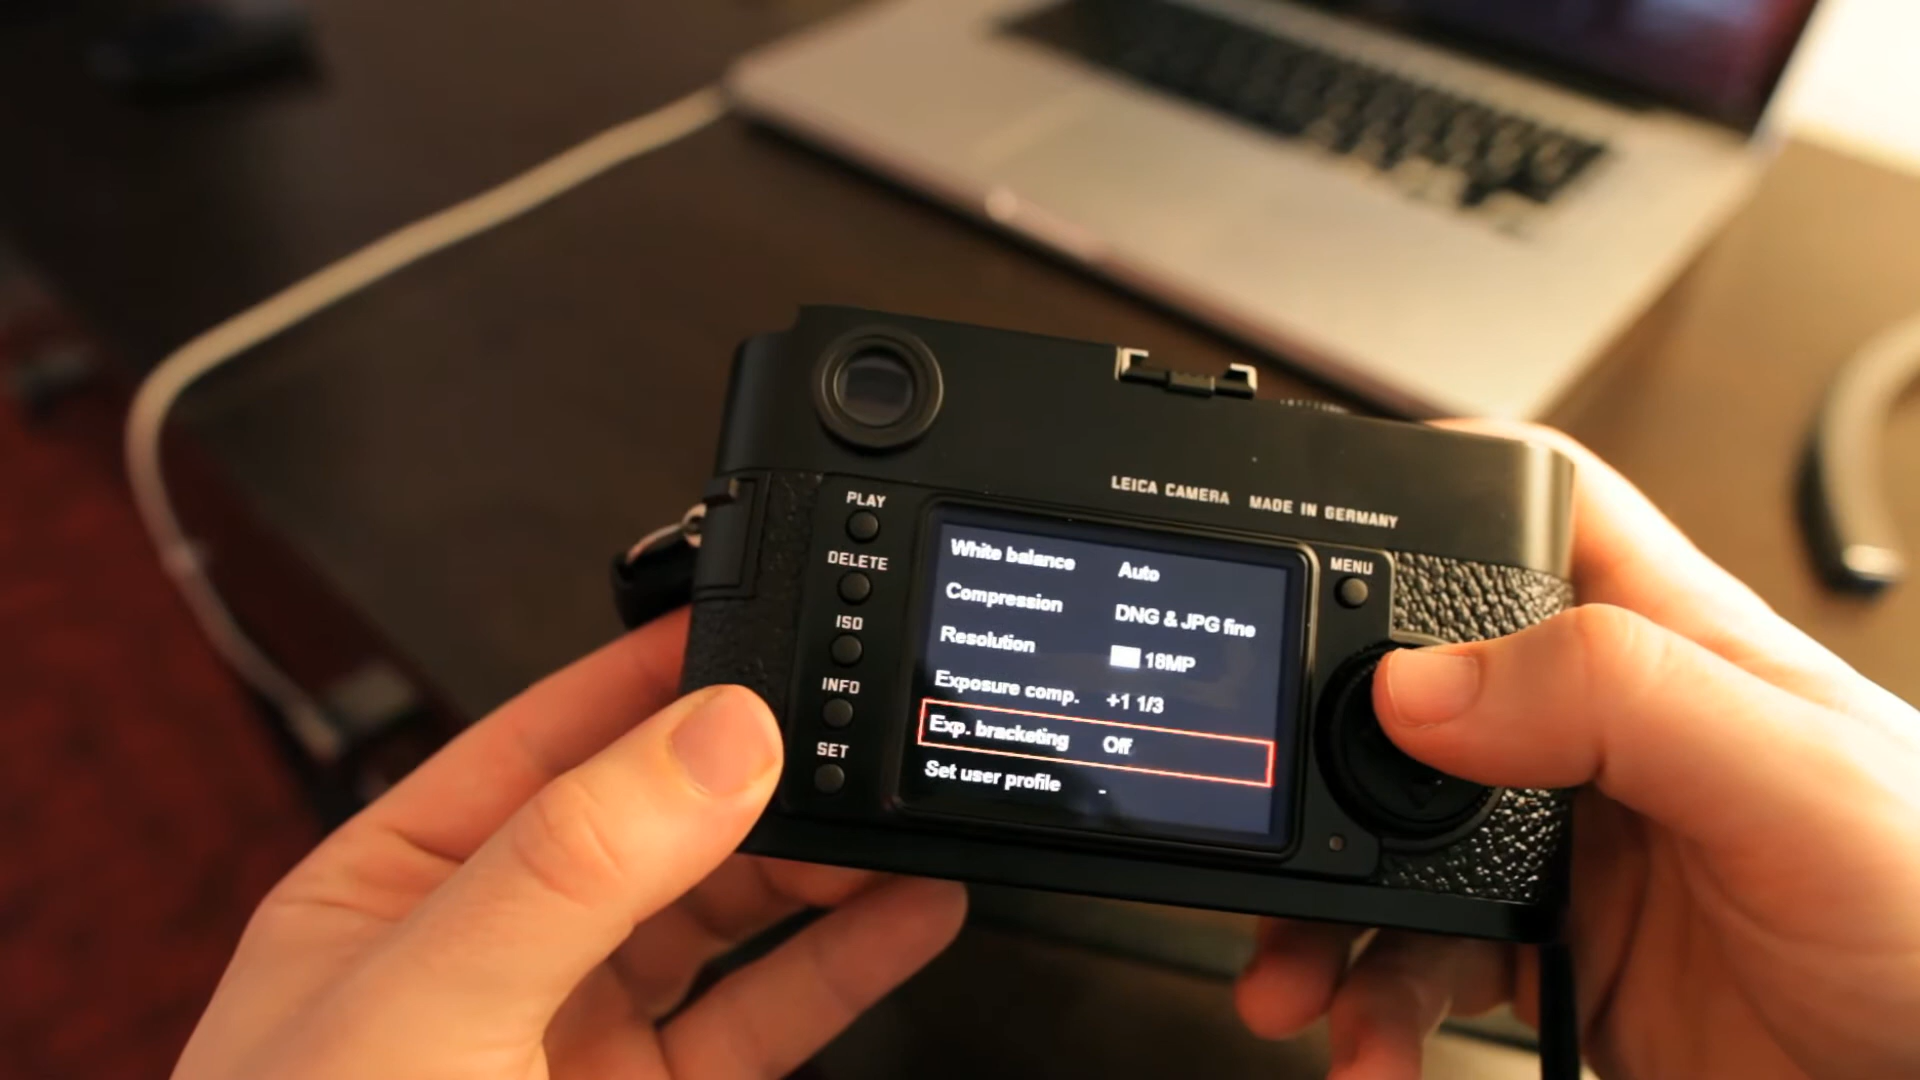 LEICA CAMERA MADE IN GERMANY
PLAY
DELETE
ISO
INFO
SET
MENU
White balance Auto
Compression DNG & JPG fine
Resolution 18MP
Exposure comp. +1 1/3
Exp. bracketing Off
Set user profile -